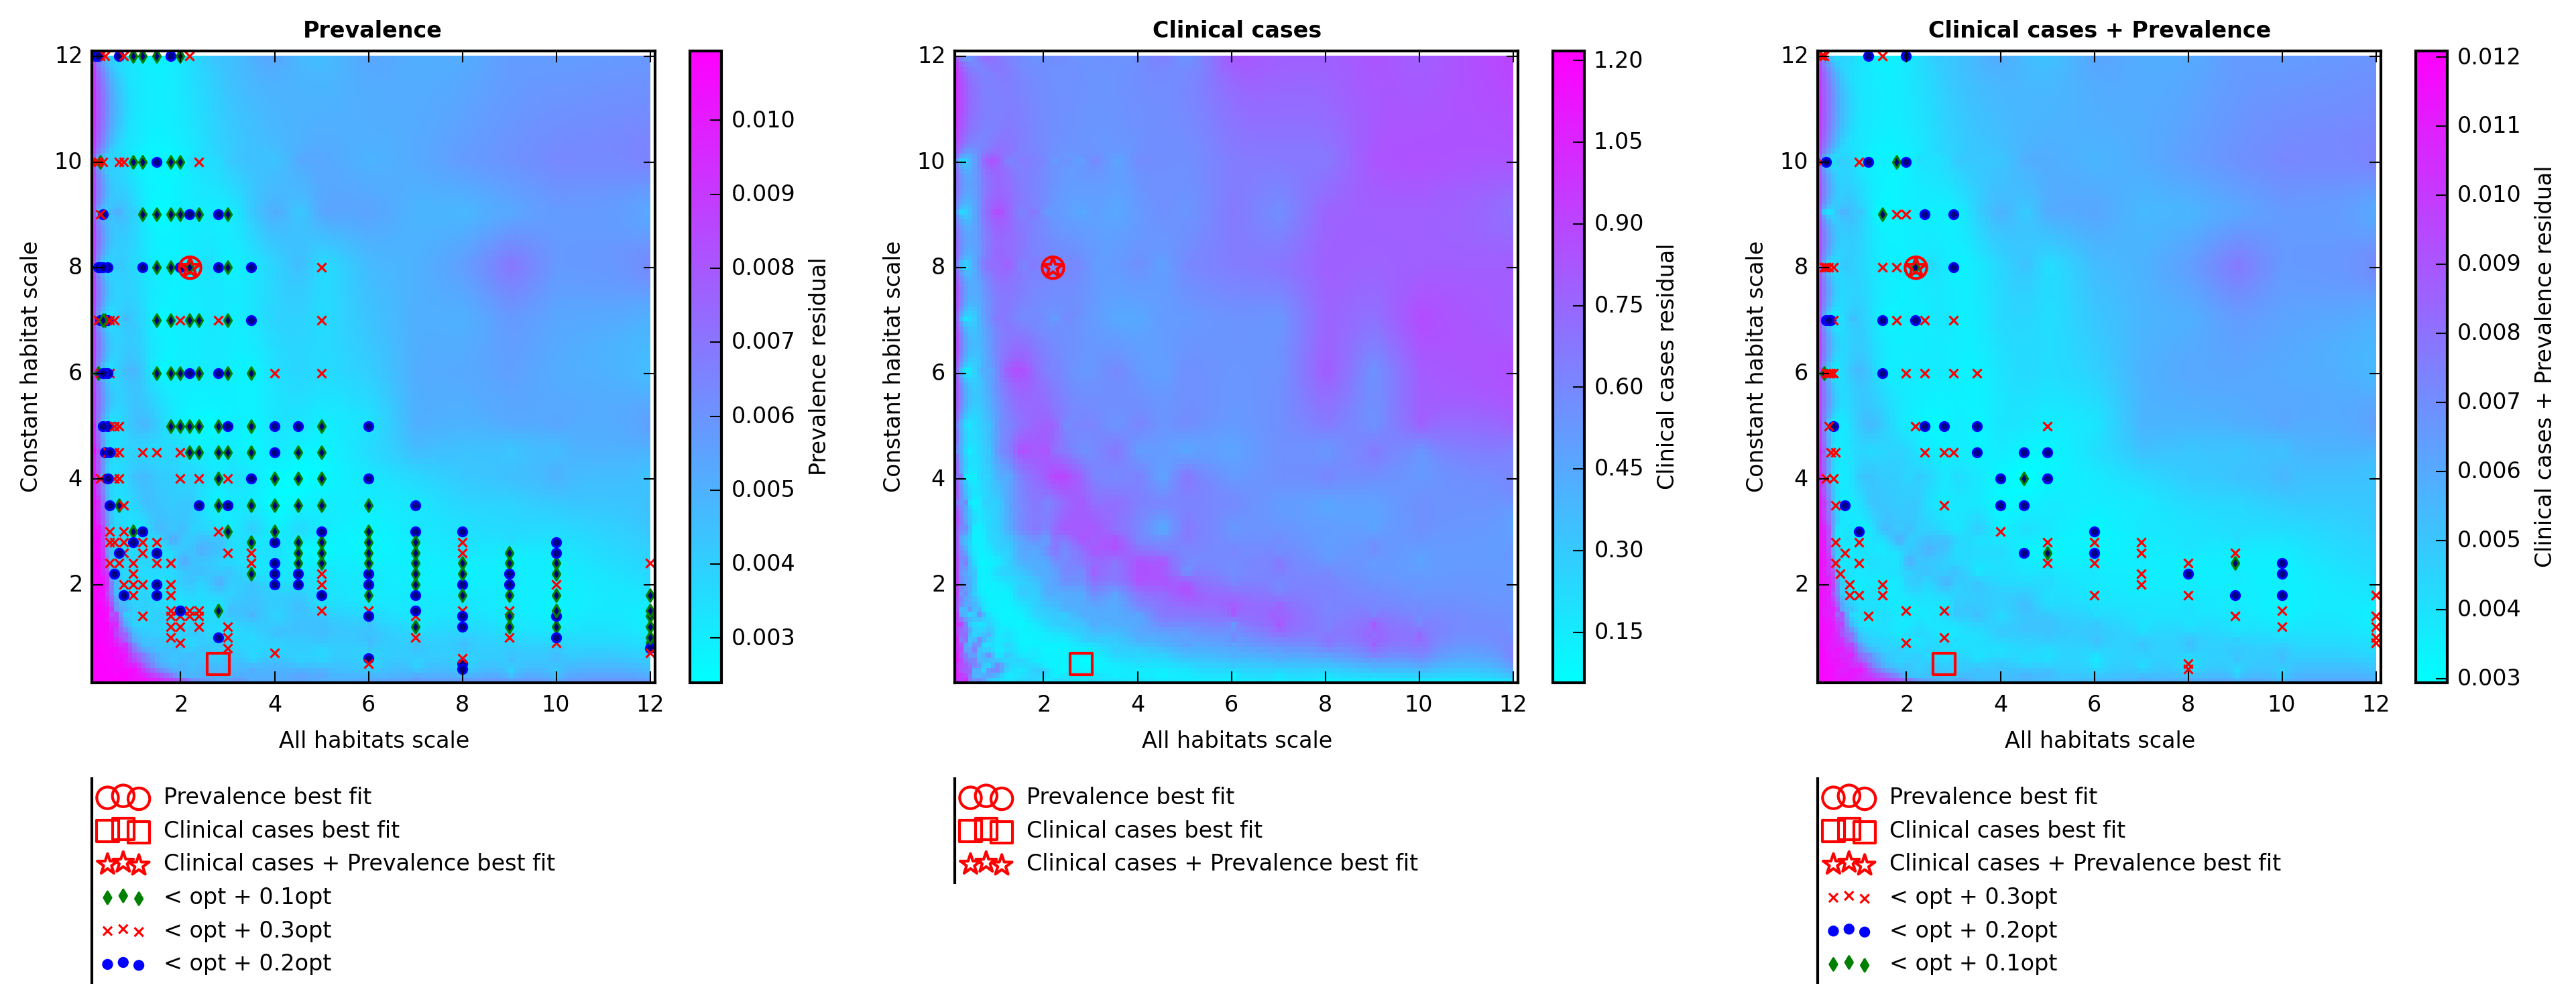 Prevalence
12
10
8
6
4
2
Constant habitat scale
2 4 6 8 10 12
All habitats scale
0.010
0.009
0.008
0.007
0.006
0.005
0.004
0.003
Prevalence residual
Prevalence best fit
Clinical cases best fit
Clinical cases + Prevalence best fit
< opt + 0.1opt
< opt + 0.3opt
< opt + 0.2opt
Clinical cases
12
10
8
6
4
2
Constant habitat scale
2 4 6 8 10 12
All habitats scale
1.20
1.05
0.90
0.75
0.60
0.45
0.30
0.15
Clinical cases residual
Prevalence best fit
Clinical cases best fit
Clinical cases + Prevalence best fit
Clinical cases + Prevalence
12
10
8
6
4
2
Constant habitat scale
2 4 6 8 10 12
All habitats scale
0.012
0.011
0.010
0.009
0.008
0.007
0.006
0.005
0.004
0.003
Clinical cases + Prevalence residual
Prevalence best fit
Clinical cases best fit
Clinical cases + Prevalence best fit
< opt + 0.3opt
< opt + 0.2opt
< opt + 0.1opt